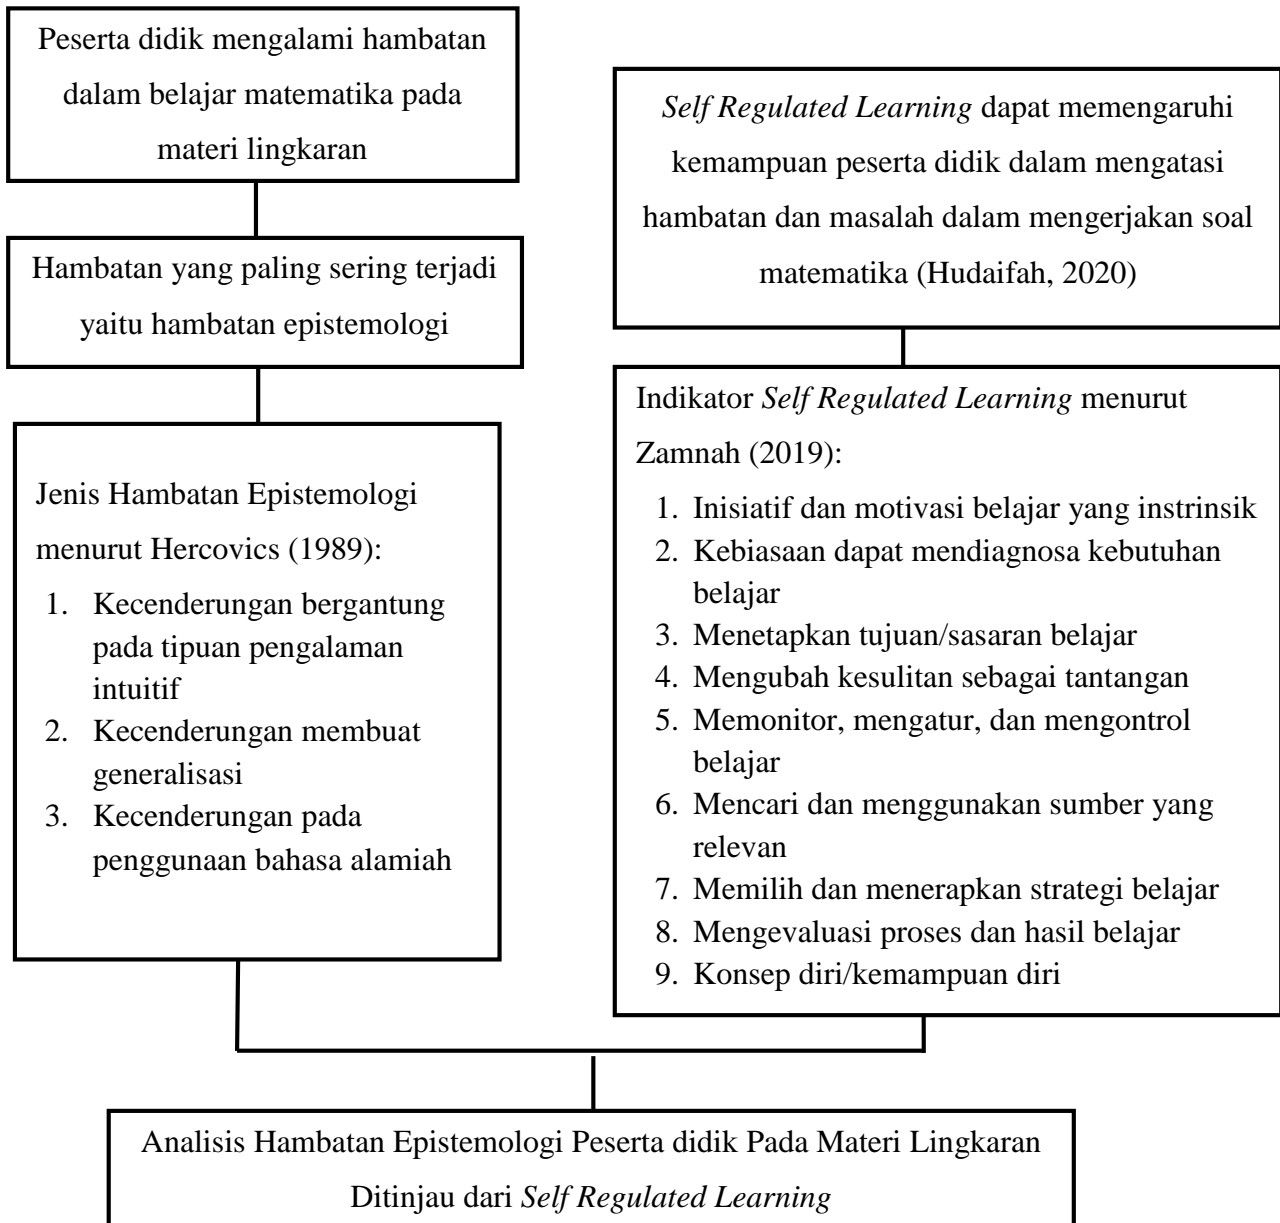 Peserta didik mengalami hambatan
dalam belajar matematika pada
materi lingkaran
Hambatan yang paling sering terjadi
yaitu hambatan epistemologi
Jenis Hambatan Epistemologi
menurut Hercovics (1989):
1. Kecenderungan bergantung
pada tipuan pengalaman
intuitif
2. Kecenderungan membuat
generalisasi
3. Kecenderungan pada
penggunaan bahasa alamiah
Self Regulated Learning dapat memengaruhi
kemampuan peserta didik dalam mengatasi
hambatan dan masalah dalam mengerjakan soal
matematika (Hudaifah, 2020)
Indikator Self Regulated Learning menurut
Zamnah (2019):
1. Inisiatif dan motivasi belajar yang instrinsik
2. Kebiasaan dapat mendiagnosa kebutuhan
belajar
3. Menetapkan tujuan/sasaran belajar
4. Mengubah kesulitan sebagai tantangan
5. Memonitor, mengatur, dan mengontrol
belajar
6. Mencari dan menggunakan sumber yang
relevan
7. Memilih dan menerapkan strategi belajar
8. Mengevaluasi proses dan hasil belajar
9. Konsep diri/kemampuan diri
Analisis Hambatan Epistemologi Peserta didik Pada Materi Lingkaran
Ditinjau dari Self Regulated Learning